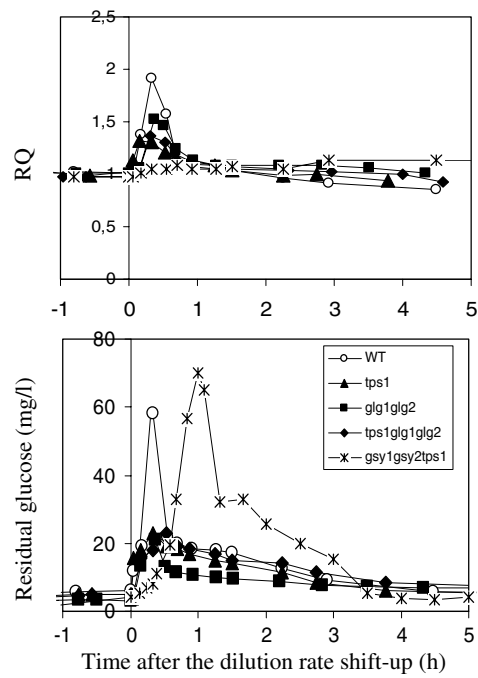 2,5
2
1,5
1
0,5
0
RQ
-1 0 1 2 3 4 5
80
60
40
20
0
Residual glucose (mg/l)
WT
tps1
glg1glg2
tps1glg1glg2
gsy1gsy2tps1
-1 0 1 2 3 4 5
Time after the dilution rate shift-up (h)